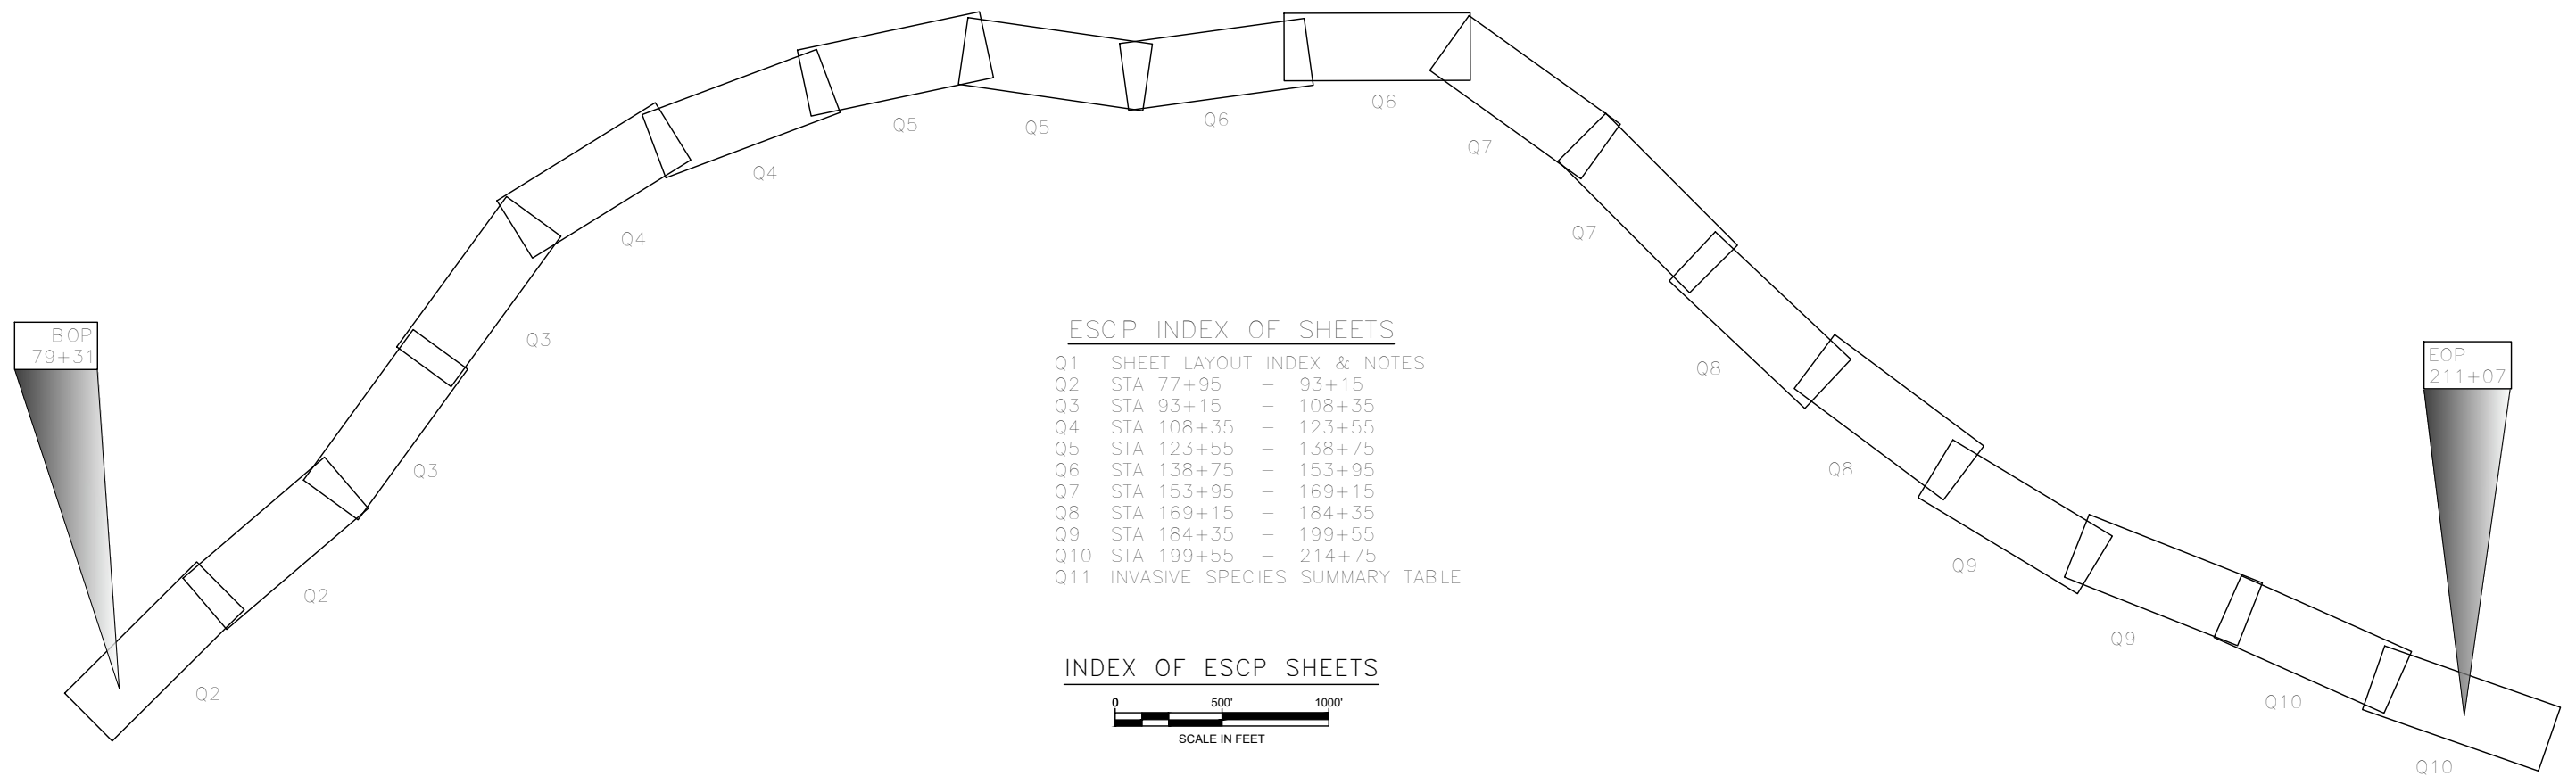 BOP
79+31
Q2
Q2
Q3
Q3
Q4
Q4
Q5
Q5
Q6
Q6
Q7
Q7
Q8
Q8
Q9
Q9
Q10
Q10
EOP
211+07
ESCP INDEX OF SHEETS
Q1 SHEET LAYOUT INDEX & NOTES
Q2 STA 77+95 - 93+15
Q3 STA 93+15 - 108+35
Q4 STA 108+35 - 123+55
Q5 STA 123+55 - 138+75
Q6 STA 138+75 - 153+95
Q7 STA 153+95 - 169+15
Q8 STA 169+15 - 184+35
Q9 STA 184+35 - 199+55
Q10 STA 199+55 - 214+75
Q11 INVASIVE SPECIES SUMMARY TABLE
INDEX OF ESCP SHEETS
0 500' 1000'
SCALE IN FEET